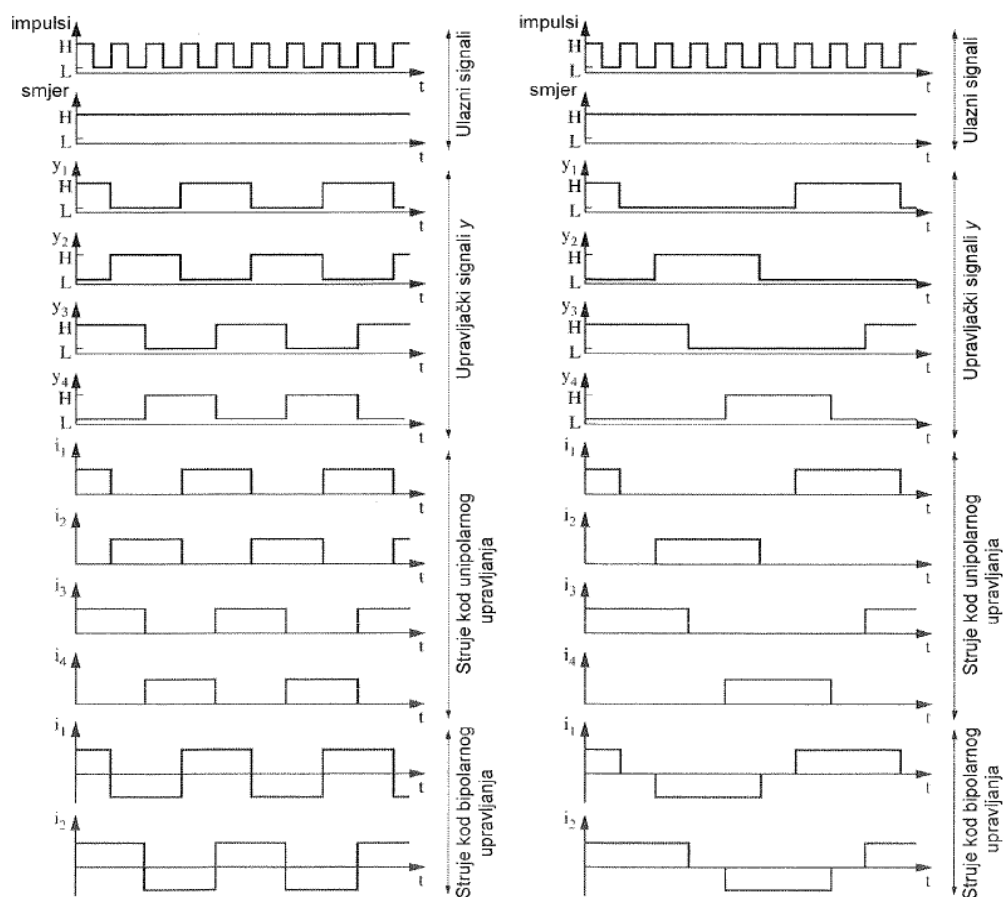 impulsi
H
L
t
smjer
H
L
t
y1
H
L
t
y2
H
L
t
y3
H
L
t
y4
H
L
t
i1
t
i2
t
i3
t
i4
t
i1
t
i2
t
Ulazni signali
Upravljački signali y
Struje kod unipolarnog
upravljanja
Struje kod bipolarnog
upravljanja
impulsi
H
L
t
smjer
H
L
t
y1
H
L
t
y2
H
L
t
y3
H
L
t
y4
H
L
t
i1
t
i2
t
i3
t
i4
t
i1
t
i2
t
Ulazni signali
Upravljački signali y
Struje kod unipolarnog
upravljanja
Struje kod bipolarnog
upravljanja